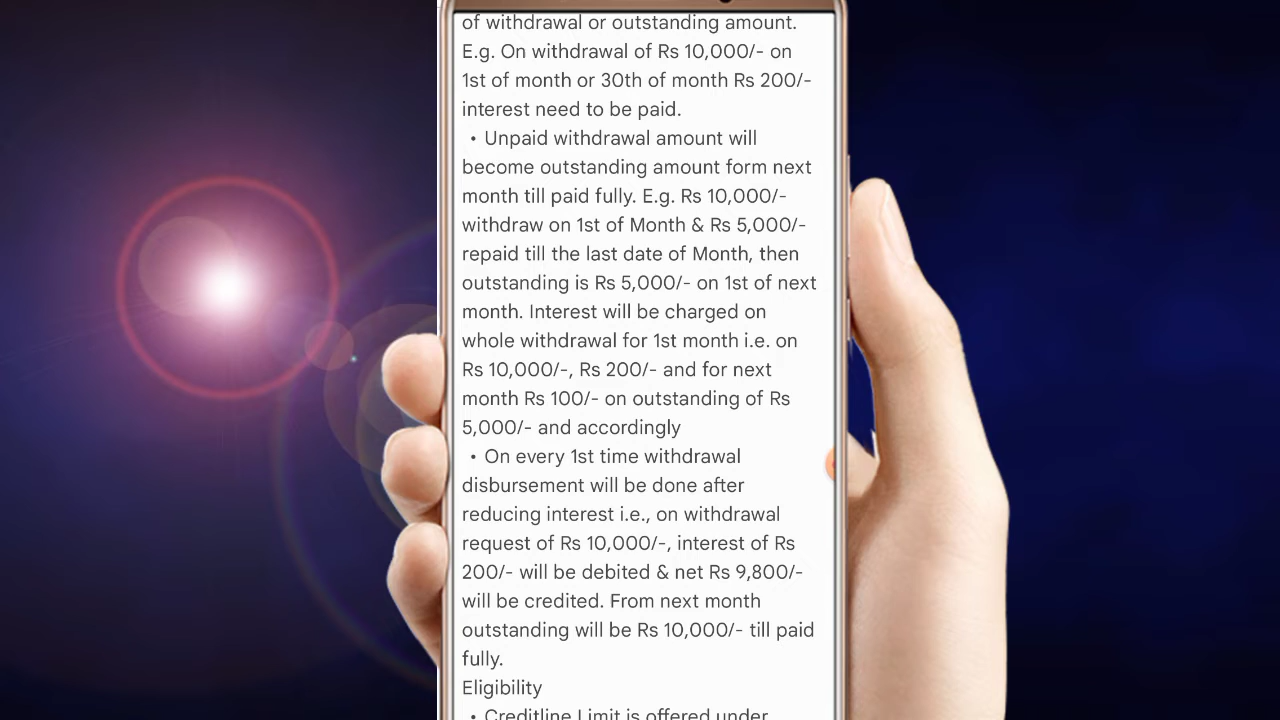 of withdrawal or outstanding amount.
E.g. On withdrawal of Rs 10,000/- on
1st of month or 30th of month Rs 200/-
interest need to be paid.
• Unpaid withdrawal amount will
become outstanding amount form next
month till paid fully. E.g. Rs 10,000/-
withdraw on 1st of Month & Rs 5,000/-
repaid till the last date of Month, then
outstanding is Rs 5,000/- on 1st of next
month. Interest will be charged on
whole withdrawal for 1st month i.e. on
Rs 10,000/-, Rs 200/- and for next
month Rs 100/- on outstanding of Rs
5,000/- and accordingly
• On every 1st time withdrawal
disbursement will be done after
reducing interest i.e., on withdrawal
request of Rs 10,000/-, interest of Rs
200/- will be debited & net Rs 9,800/-
will be credited. From next month
outstanding will be Rs 10,000/- till paid
fully.
Eligibility
• Creditline Limit is offered under